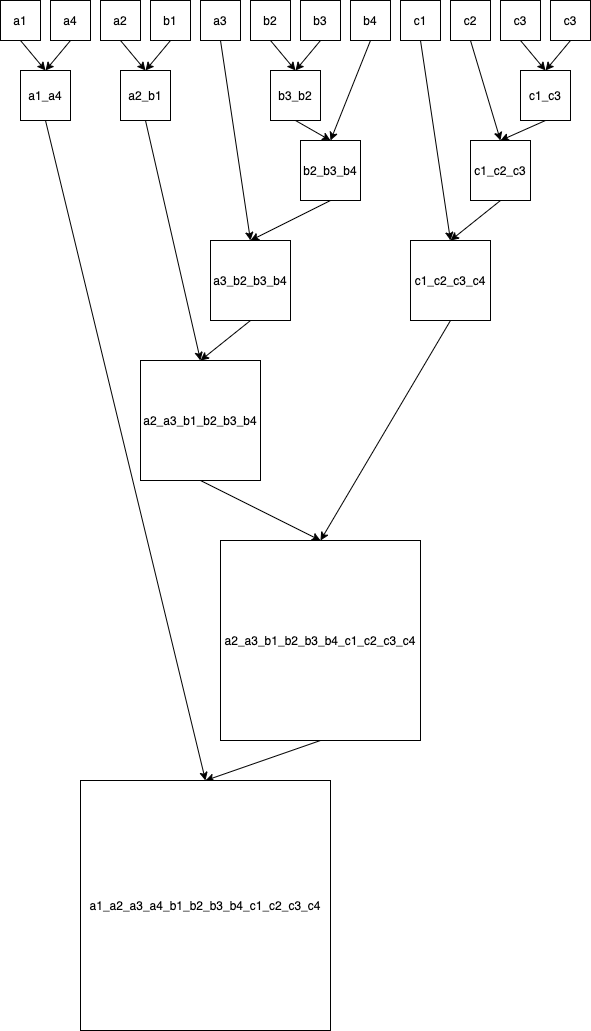 a1
a4
a2
b1
a3
b2
b3
b4
c1
c2
c3
c3
a1_a4
a2_b1
b3_b2
c1_c3
b2_b3_b4
c1_c2_c3
a3_b2_b3_b4
c1_c2_c3_c4
a2_a3_b1_b2_b3_b4
a2_a3_b1_b2_b3_b4_c1_c2_c3_c4
a1_a2_a3_a4_b1_b2_b3_b4_c1_c2_c3_c4